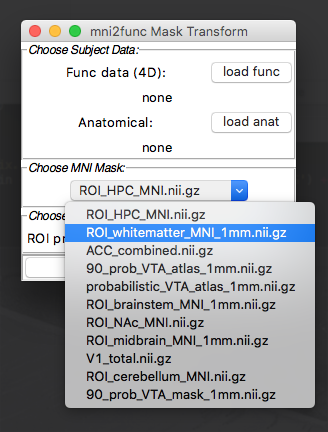 mni2func Mask Transform
Choose Subject Data:
Func data (4D):
load func
none
Anatomical:
load anat
none
Choose MNI Mask:
ROI_HPC_MNI.nii.gz
Choose
ROI pr
ROI_HPC_MNI.nii.gz
ROI_whitematter_MNI_1mm.nii.gz
ACC_combined.nii.gz
90_prob_VTA_atlas_1mm.nii.gz
probabilistic_VTA_atlas_1mm.nii.gz
ROI_brainstem_MNI_1mm.nii.gz
ROI_NAc_MNI.nii.gz
ROI_midbrain_MNI_1mm.nii.gz
V1_total.nii.gz
ROI_cerebellum_MNI.nii.gz
90_prob_VTA_mask_1mm.nii.gz